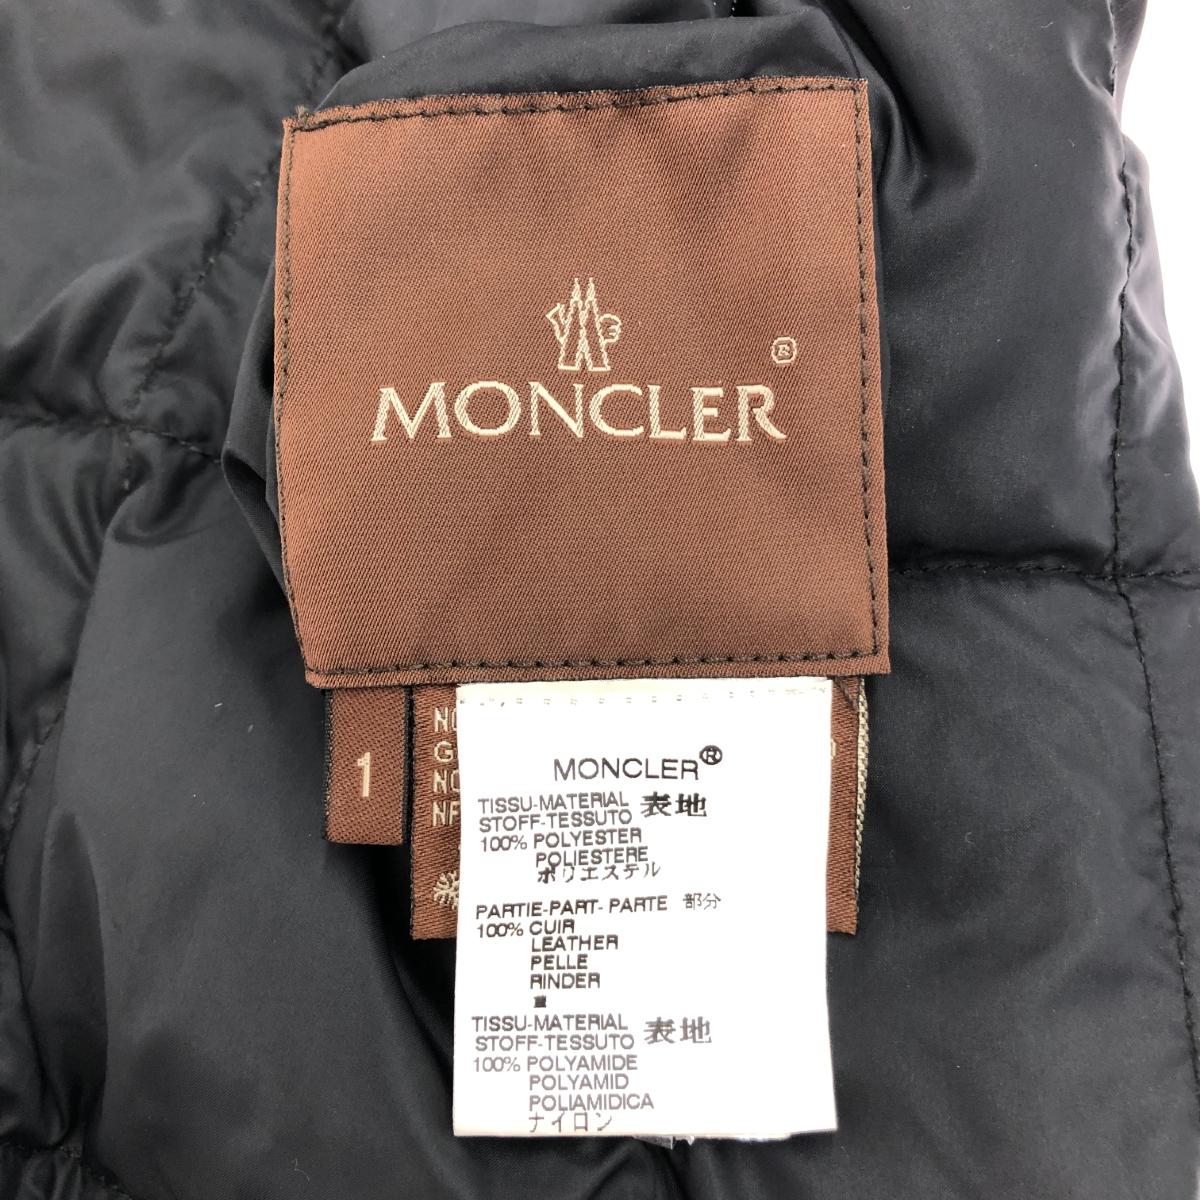 MONCLER ®
1
MONCLER®
TISSU-MATERIAL
STOFF-TESSUTO 表地
100% POLYESTER
POLIESTERE
ポリエステル
PARTIE-PART- PARTE 部分
100% CUIR
LEATHER
PELLE
RINDER
TISSU-MATERIAL
STOFF-TESSUTO 表地
100% POLYAMIDE
POLYAMID
POLIAMIDICA
ナイロン